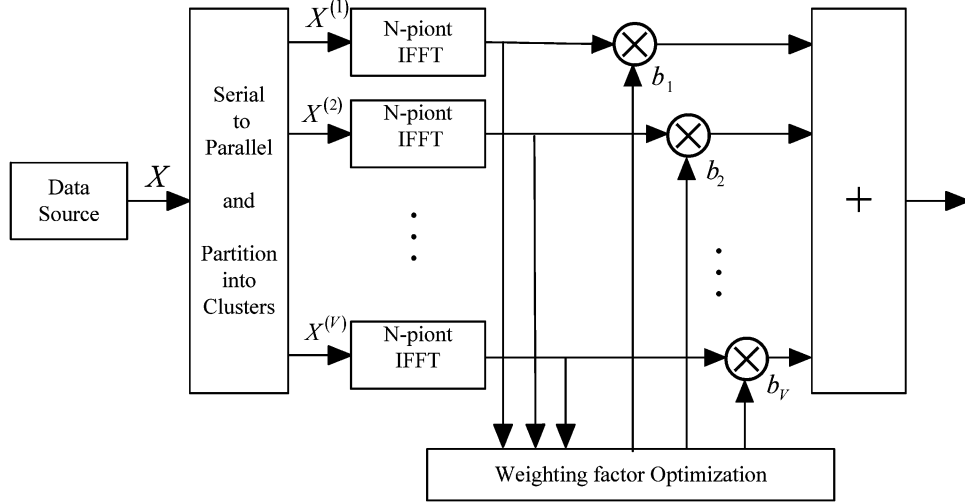 Data
Source
X
Serial
to
Parallel
and
Partition
into
Clusters
X^{(1)}
N-piont
IFFT
b_1
X^{(2)}
N-piont
IFFT
b_2
X^{(V)}
N-piont
IFFT
b_V
+
Weighting factor Optimization